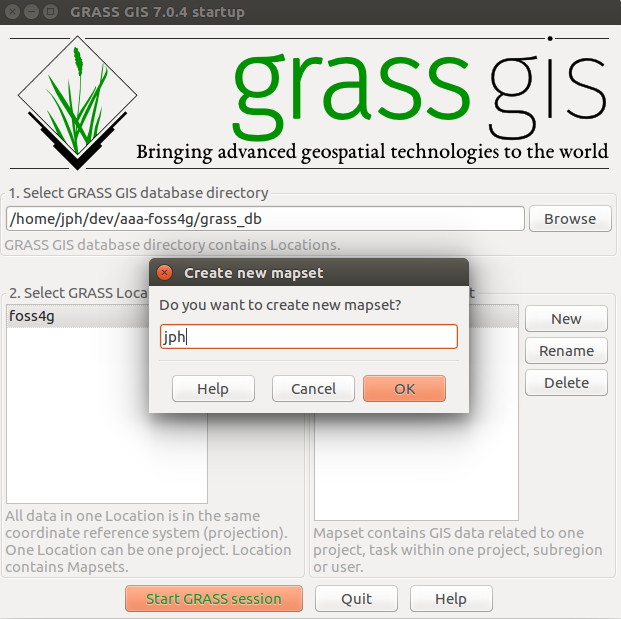 GRASS GIS 7.0.4 startup
grass gis
Bringing advanced geospatial technologies to the world
1. Select GRASS GIS database directory
/home/jph/dev/aaa-foss4g/grass_db
Browse
GRASS GIS database directory contains Locations.
Create new mapset
2. Select GRASS Loca
Do you want to create new mapset?
foss4g
jph
New
Rename
Delete
Help
Cancel
OK
All data in one Location is in the same
coordinate reference system (projection).
One Location can be one project. Location
contains Mapsets.
Mapset contains GIS data related to one
project, task within one project, subregion
or user.
Start GRASS session
Quit
Help